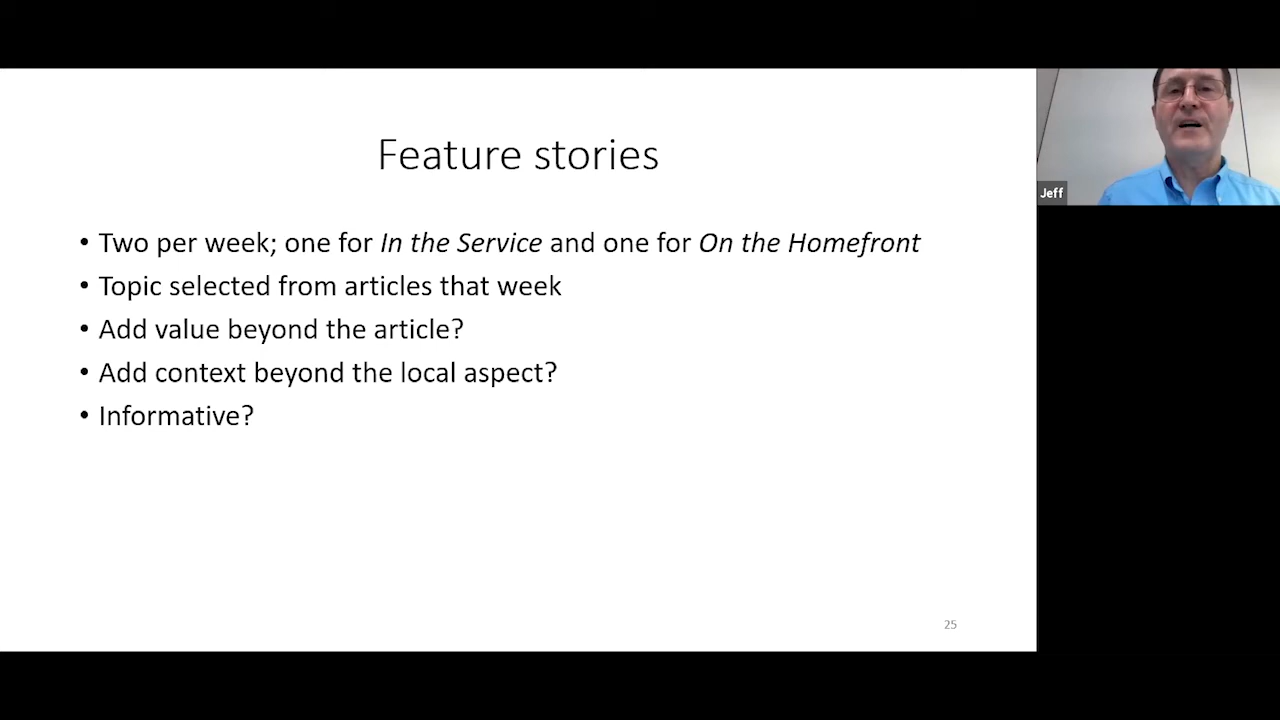 Feature stories
• Two per week; one for In the Service and one for On the Homefront
• Topic selected from articles that week
• Add value beyond the article?
• Add context beyond the local aspect?
• Informative?
25
Jeff